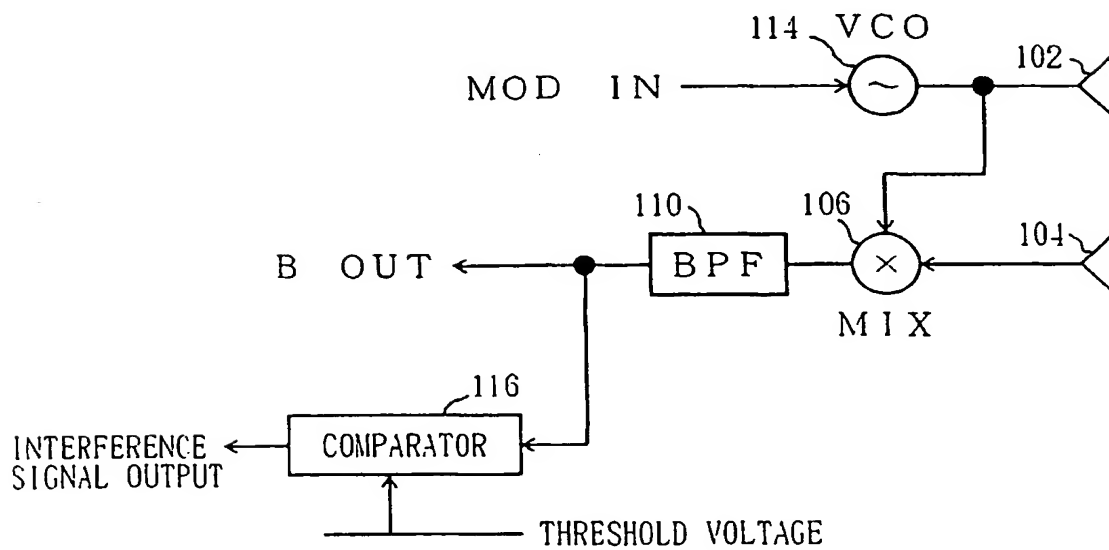 VCO
114
102
MOD IN
~
110
106
104
B OUT
BPF
×
MIX
116
COMPARATOR
INTERFERENCE
SIGNAL OUTPUT
THRESHOLD VOLTAGE